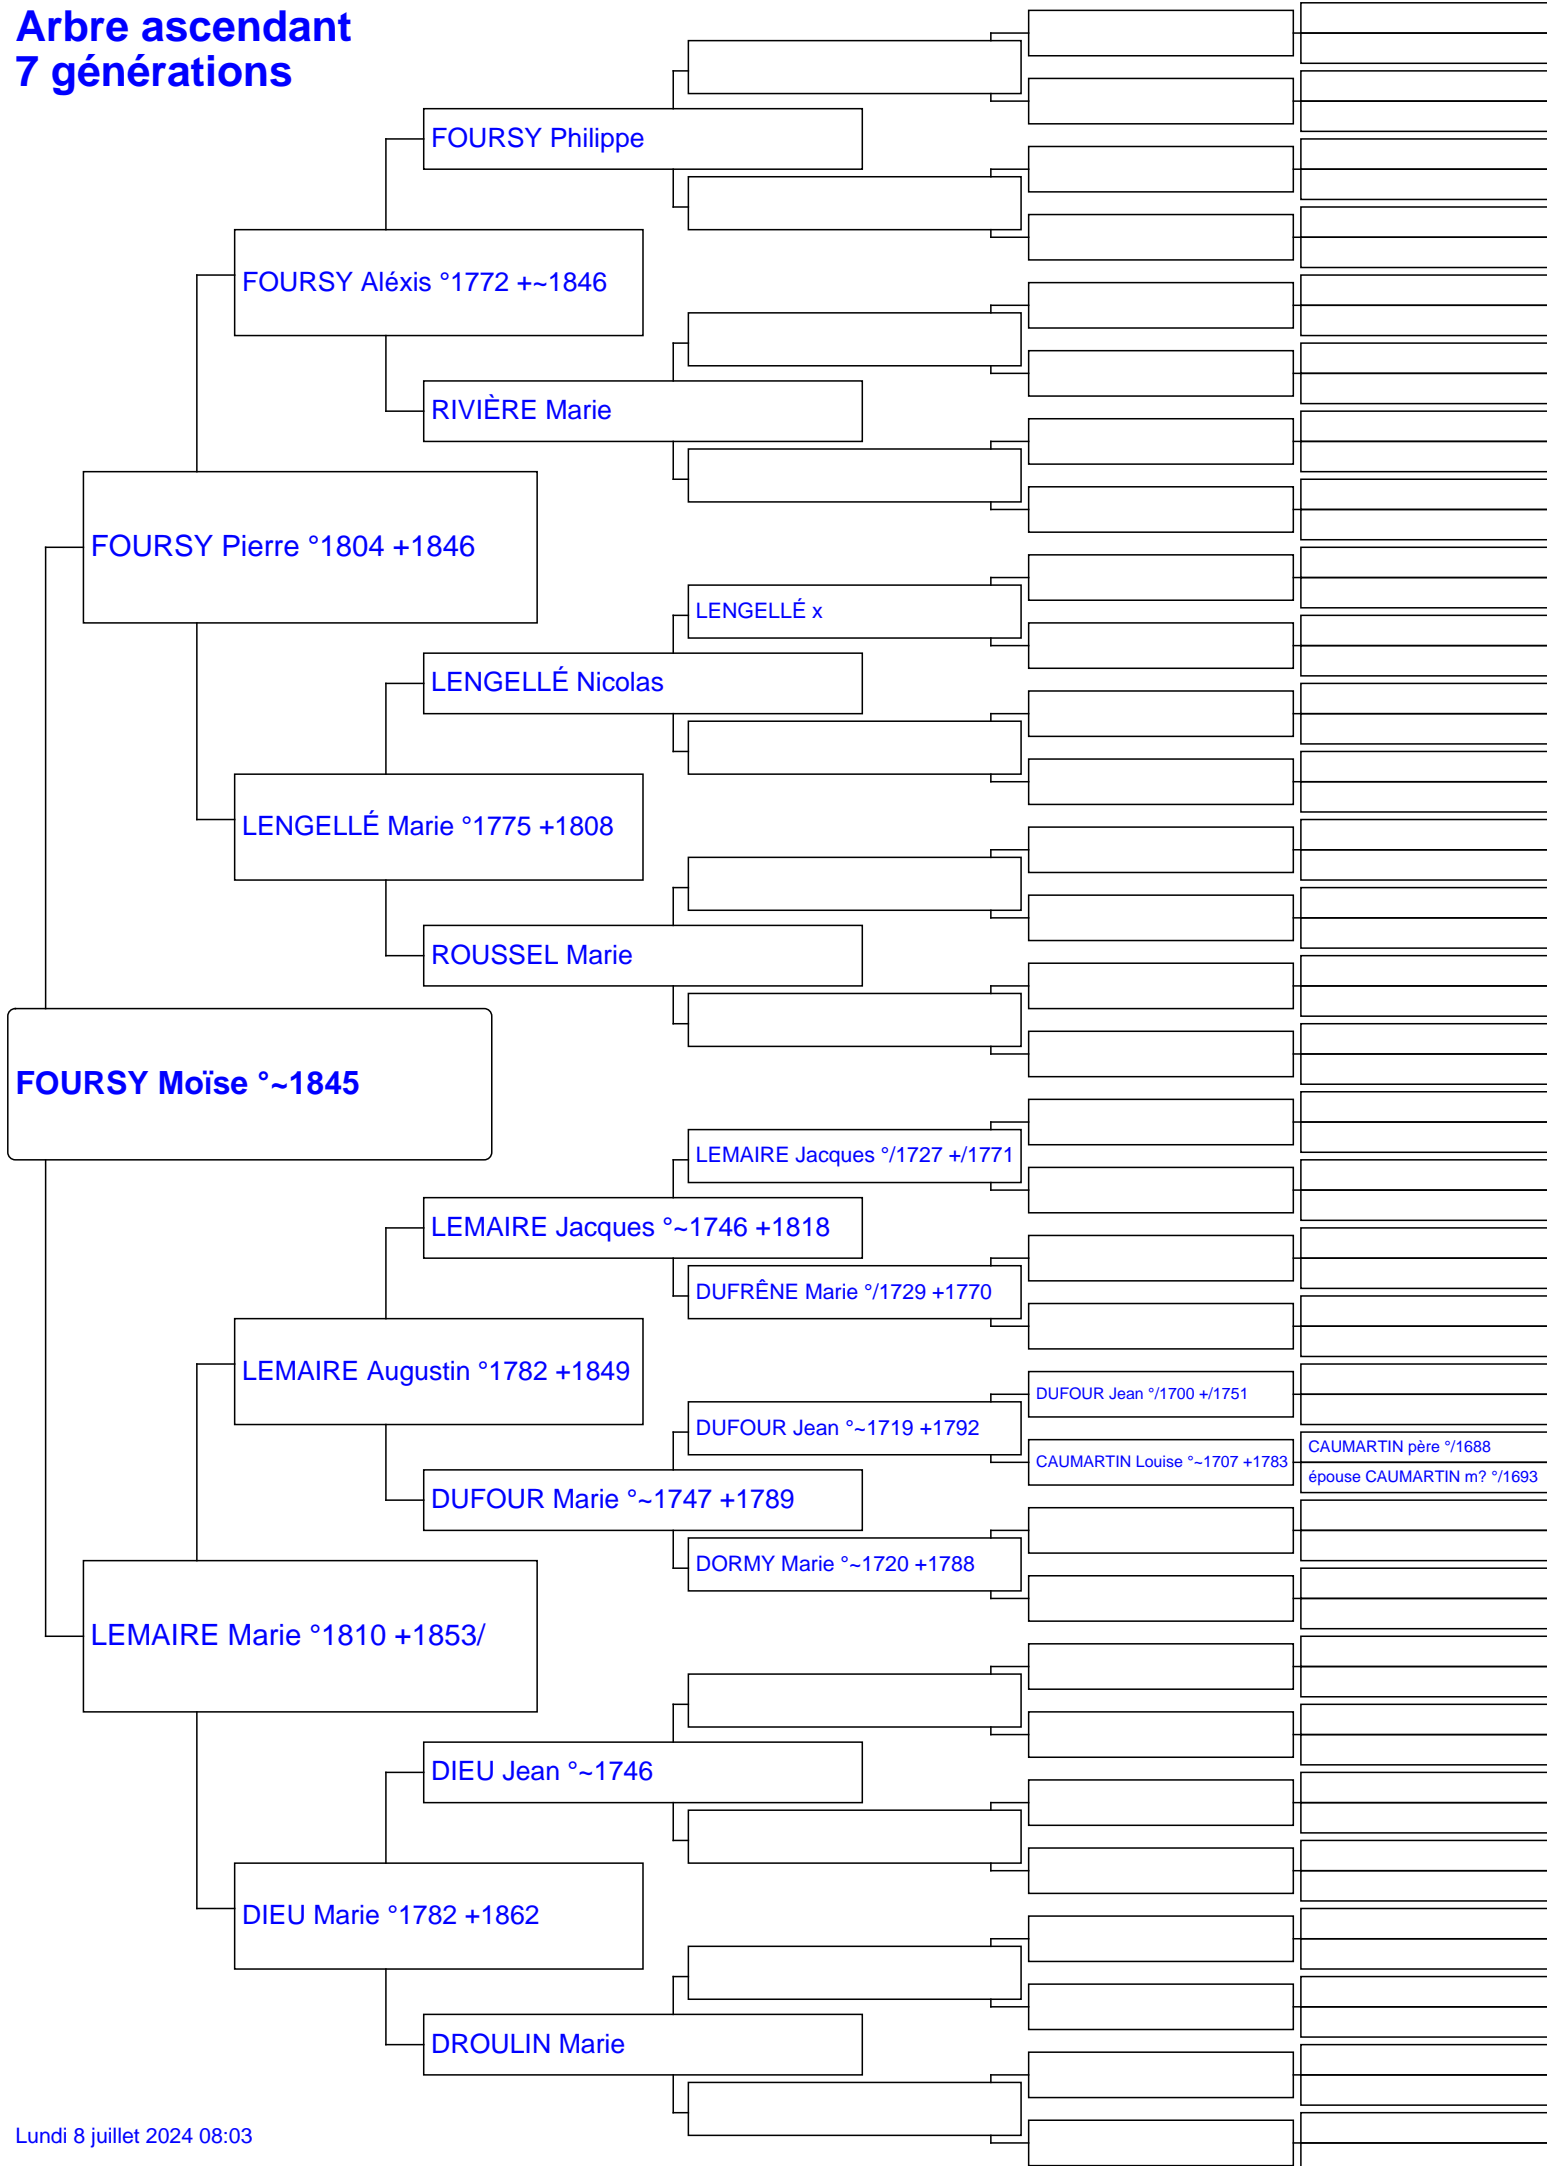 Arbre ascendant
7 générations
FOURSY Philippe
FOURSY Aléxis °1772 +~1846
RIVIÈRE Marie
FOURSY Pierre °1804 +1846
LENGELLÉ x
LENGELLÉ Nicolas
LENGELLÉ Marie °1775 +1808
ROUSSEL Marie
FOURSY Moïse °~1845
LEMAIRE Jacques °/1727 +/1771
LEMAIRE Jacques °~1746 +1818
DUFRÊNE Marie °/1729 +1770
LEMAIRE Augustin °1782 +1849
DUFOUR Jean °/1700 +/1751
DUFOUR Jean °~1719 +1792
CAUMARTIN père °/1688
CAUMARTIN Louise °~1707 +1783
épouse CAUMARTIN m? °/1693
DUFOUR Marie °~1747 +1789
DORMY Marie °~1720 +1788
LEMAIRE Marie °1810 +1853/
DIEU Jean °~1746
DIEU Marie °1782 +1862
DROULIN Marie
Lundi 8 juillet 2024 08:03